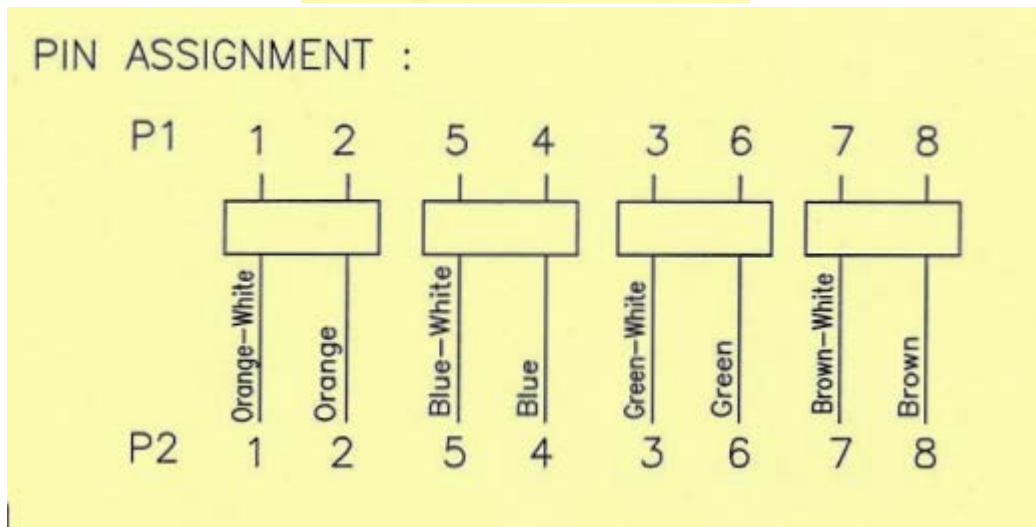 PIN ASSIGNMENT :
P1 1 2 5 4 3 6 7 8
Orange-White Orange Blue-White Blue Green-White Green Brown-White Brown
P2 1 2 5 4 3 6 7 8